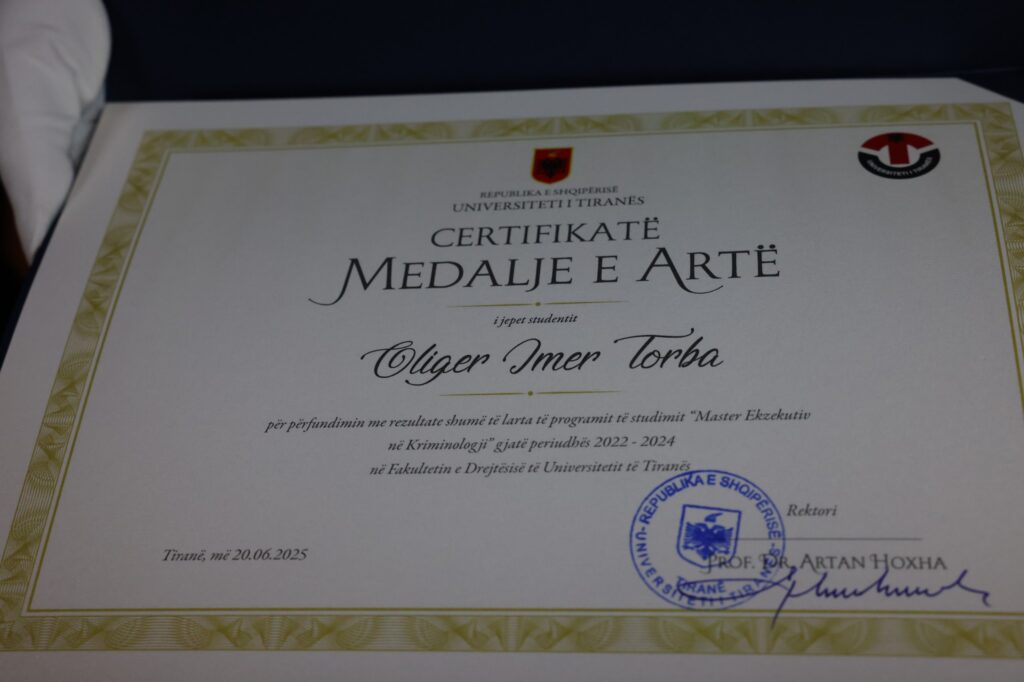 REPUBLIKA E SHQIPËRISË
UNIVERSITETI I TIRANËS
UNIVERSITETI I TIRANËS
CERTIFIKATË
MEDALJE E ARTË
i jepet studentit
Oliger Imer Torba
për përfundimin me rezultate shumë të larta të programit të studimit “Master Ekzekutiv
në Kriminologji” gjatë periudhës 2022 - 2024
në Fakultetin e Drejtësisë të Universitetit të Tiranës
Rektori
PROF. DR. ARTAN HOXHA
Tiranë, më 20.06.2025
REPUBLIKA E SHQIPËRISË
UNIVERSITETI I TIRANËS
TIRANË